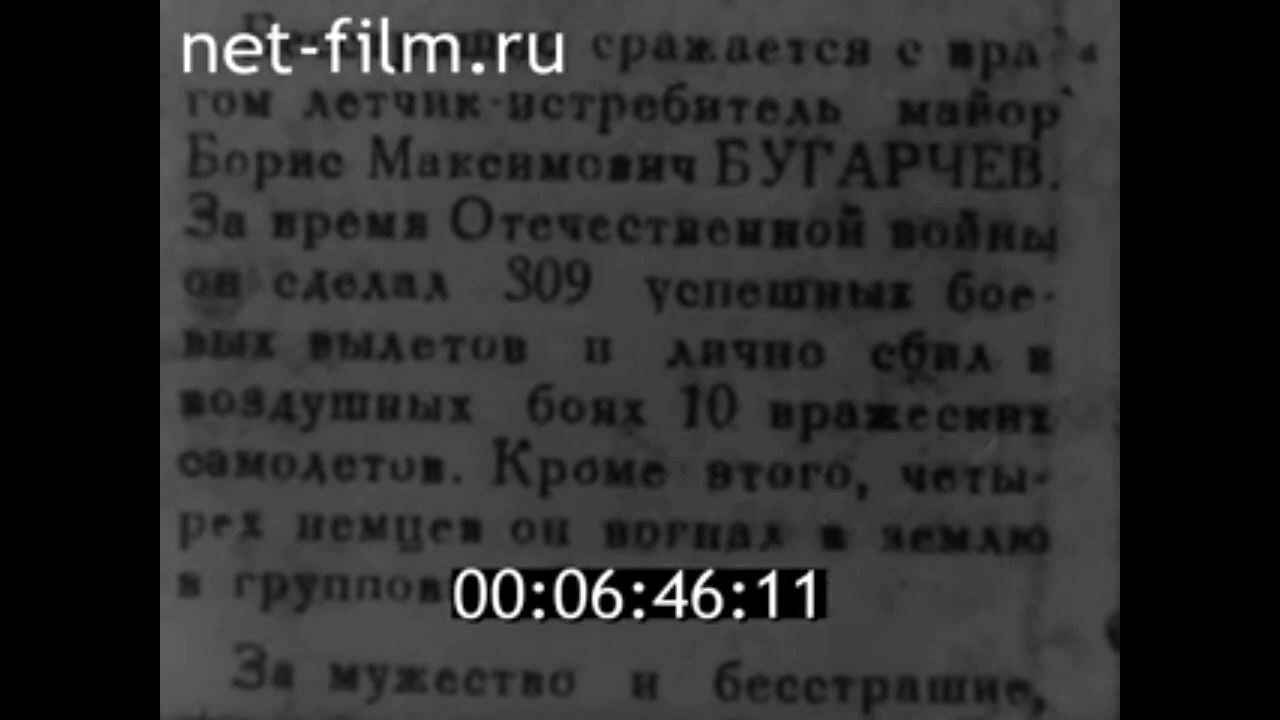 net-film.ru
сражается с вра
гом летчик-истребитель майор
Борис Максимович БУГАРЧЕВ.
За время Отечественной войны
он сделал 309 успешных бое-
вых вылетов и лично сбил в
воздушных боях 10 вражеских
самолетов. Кроме этого, четы-
рех немцев он вогнал в землю
в группов
00:06:46:11
За мужество и бесстрашие,